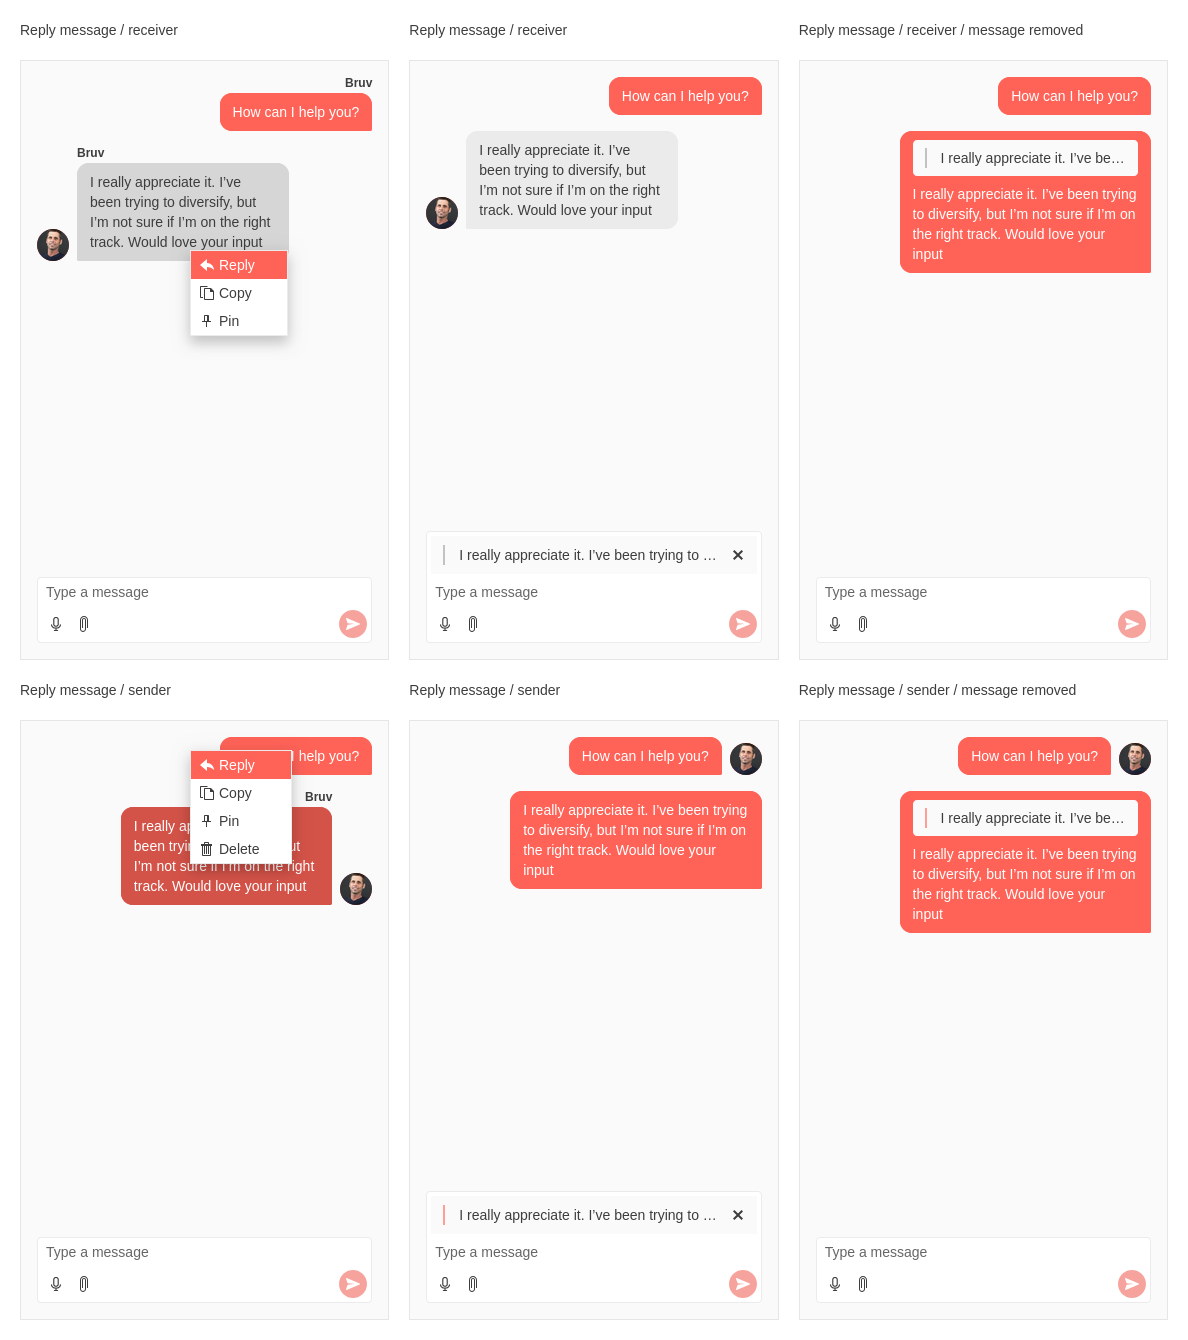 Reply message / receiver
Bruv
How can I help you?
Bruv
I really appreciate it. I’ve
been trying to diversify, but
I’m not sure if I’m on the right
track. Would love your input
Reply
Copy
Pin
Type a message
Reply message / receiver
How can I help you?
I really appreciate it. I’ve
been trying to diversify, but
I’m not sure if I’m on the right
track. Would love your input
I really appreciate it. I’ve been trying to …
Type a message
Reply message / receiver / message removed
How can I help you?
I really appreciate it. I’ve be…
I really appreciate it. I’ve been trying
to diversify, but I’m not sure if I’m on
the right track. Would love your
input
Type a message
Reply message / sender
I help you?
Reply
Copy
Pin
Delete
Bruv
I really ap
been tryin ut
I’m not sure if I’m on the right
track. Would love your input
Type a message
Reply message / sender
How can I help you?
I really appreciate it. I’ve been trying
to diversify, but I’m not sure if I’m on
the right track. Would love your
input
I really appreciate it. I’ve been trying to …
Type a message
Reply message / sender / message removed
How can I help you?
I really appreciate it. I’ve be…
I really appreciate it. I’ve been trying
to diversify, but I’m not sure if I’m on
the right track. Would love your
input
Type a message